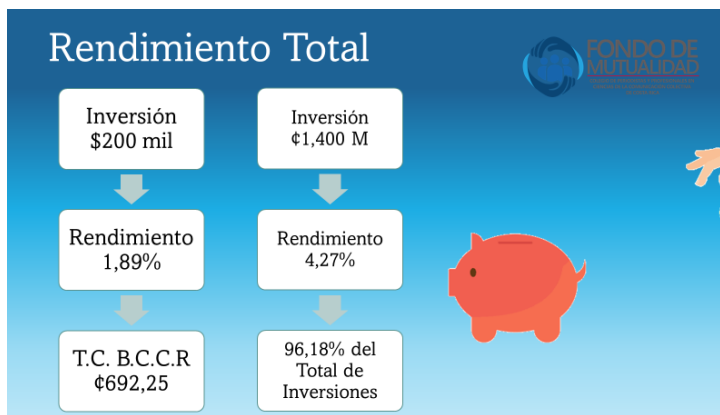 Rendimiento Total
FONDO DE
MUTUALIDAD
Inversión
$200 mil
Rendimiento
1,89%
T.C. B.C.C.R
¢692,25
Inversión
¢1,400 M
Rendimiento
4,27%
96,18% del
Total de
Inversiones